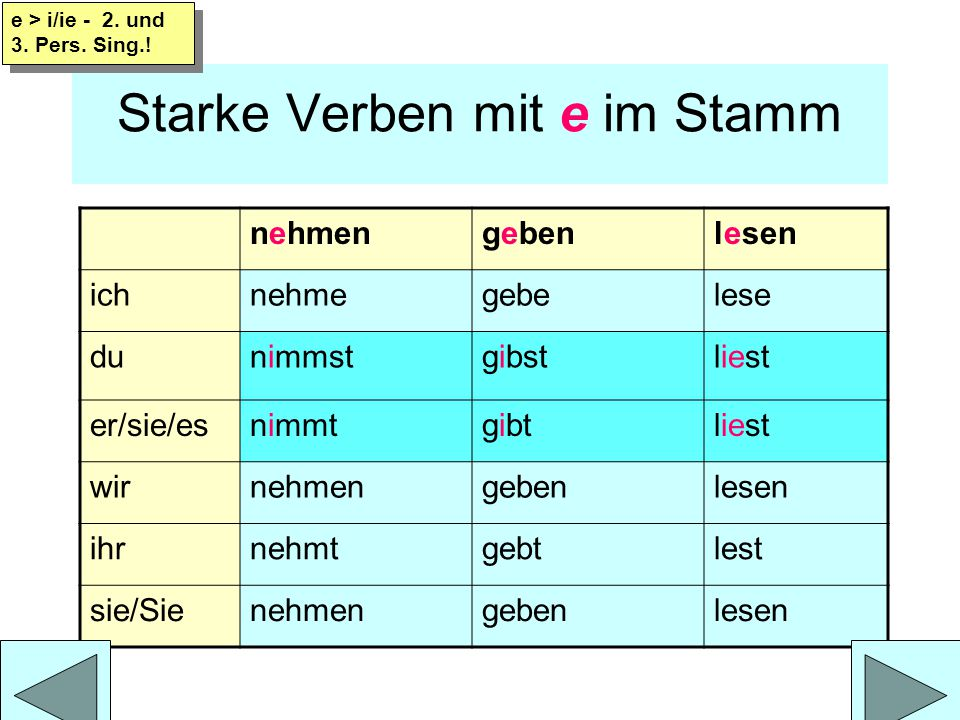 e > i/ie - 2. und
3. Pers. Sing.!
Starke Verben mit e im Stamm
nehmen geben lesen
ich nehme gebe lese
du nimmst gibst liest
er/sie/es nimmt gibt liest
wir nehmen geben lesen
ihr nehmt gebt lest
sie/Sie nehmen geben lesen